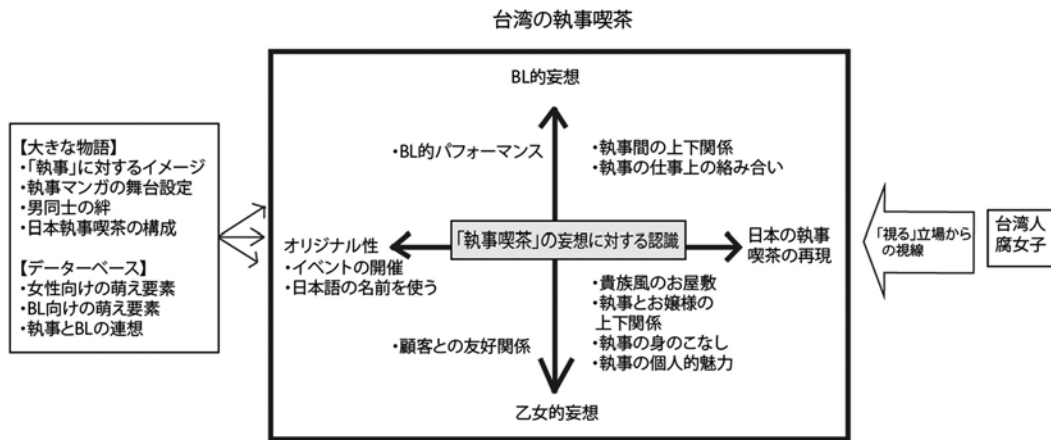 台湾の執事喫茶
【大きな物語】
・「執事」に対するイメージ
・執事マンガの舞台設定
・男同士の絆
・日本執事喫茶の構成
【データーベース】
・女性向けの萌え要素
・BL向けの萌え要素
・執事とBLの連想
BL的妄想
・BL的パフォーマンス
・執事間の上下関係
・執事の仕事上の絡み合い
「執事喫茶」の妄想に対する認識
オリジナル性
・イベントの開催
・日本語の名前を使う
日本の執事
喫茶の再現
・貴族風のお屋敷
・執事とお嬢様の
上下関係
・執事の身のこなし
・執事の個人的魅力
・顧客との友好関係
乙女的妄想
「視る」立場から
の視線
台湾人
腐女子